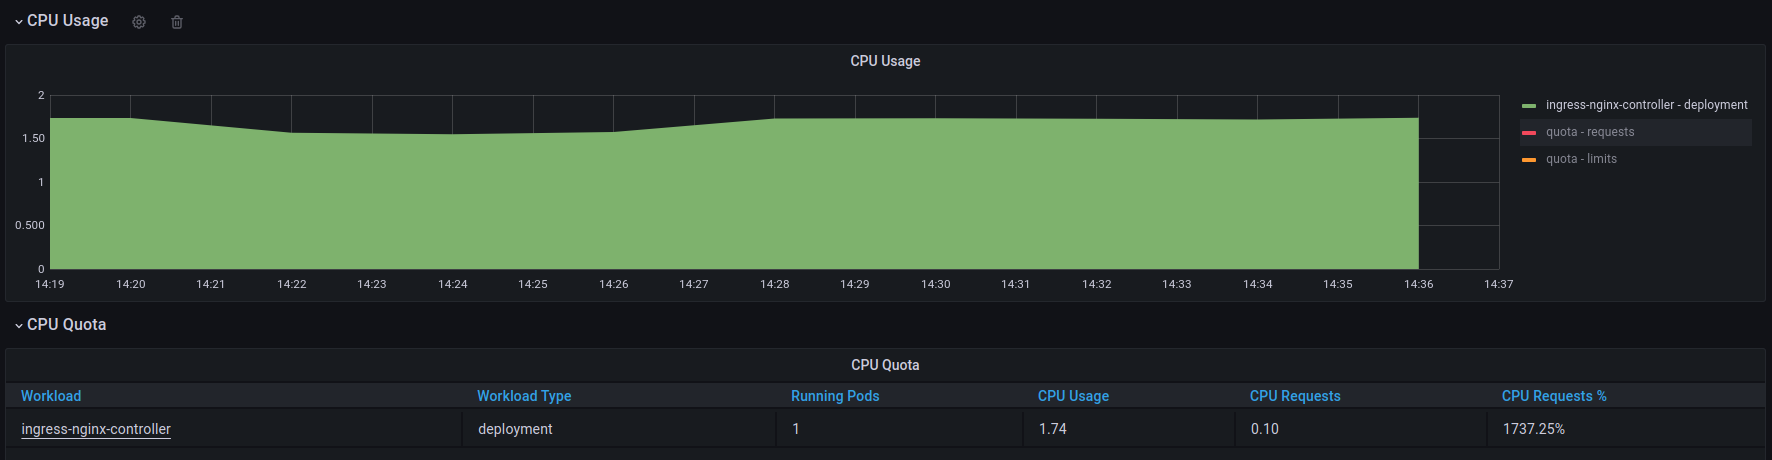 CPU Usage
CPU Usage
2
1.50
1
0.500
0
14:19 14:20 14:21 14:22 14:23 14:24 14:25 14:26 14:27 14:28 14:29 14:30 14:31 14:32 14:33 14:34 14:35 14:36 14:37
ingress-nginx-controller - deployment
quota - requests
quota - limits
CPU Quota
CPU Quota
Workload Workload Type Running Pods CPU Usage CPU Requests CPU Requests %
ingress-nginx-controller deployment 1 1.74 0.10 1737.25%